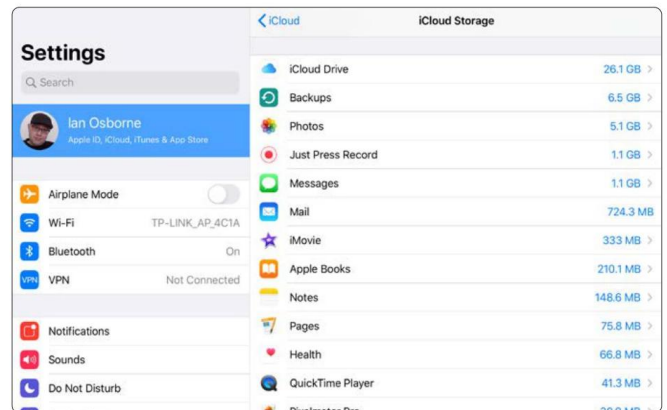 iCloud
iCloud Storage
Settings
Search
Ian Osborne
Apple ID, iCloud, iTunes & App Store
Airplane Mode
Wi-Fi TP-LINK_AP_4C1A
Bluetooth On
VPN VPN Not Connected
Notifications
Sounds
Do Not Disturb
iCloud Drive 26.1 GB
Backups 6.5 GB
Photos 5.1 GB
Just Press Record 1.1 GB
Messages 1.1 GB
Mail 724.3 MB
iMovie 333 MB
Apple Books 210.1 MB
Notes 148.6 MB
Pages 75.8 MB
Health 66.8 MB
QuickTime Player 41.3 MB